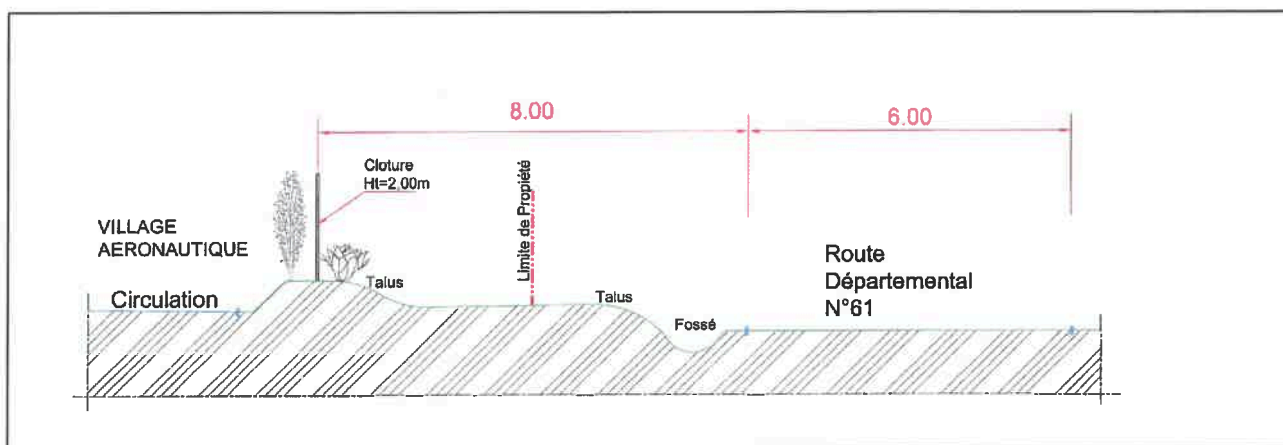 8.00
6.00
Cloture
Ht=2,00m
Limite de Propiété
VILLAGE
AERONAUTIQUE
Route
Départemental
N°61
Circulation
Talus
Talus
Fossé